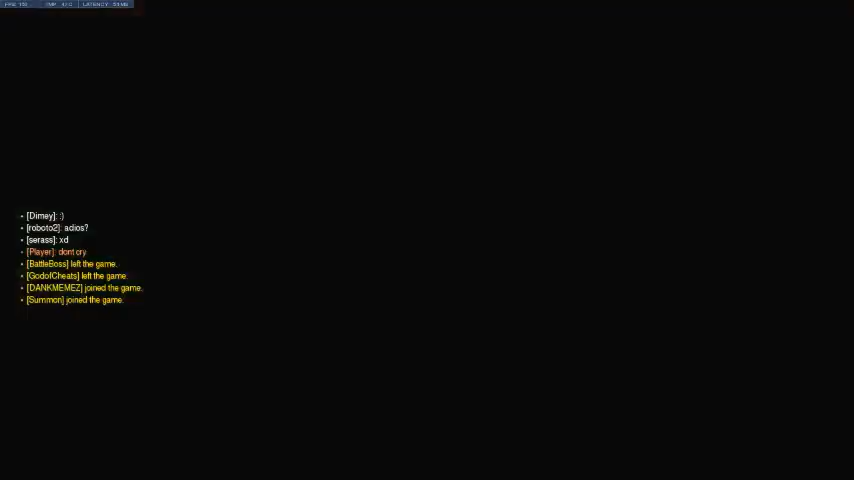 LATENCY
[Dimey]: :)
[roboto2]: adios?
[serass]: xd
[Player]: dont cry
[BattleBoss] left the game.
[GodofCheats] left the game.
[DANKMEMEZ] joined the game.
[Summon] joined the game.